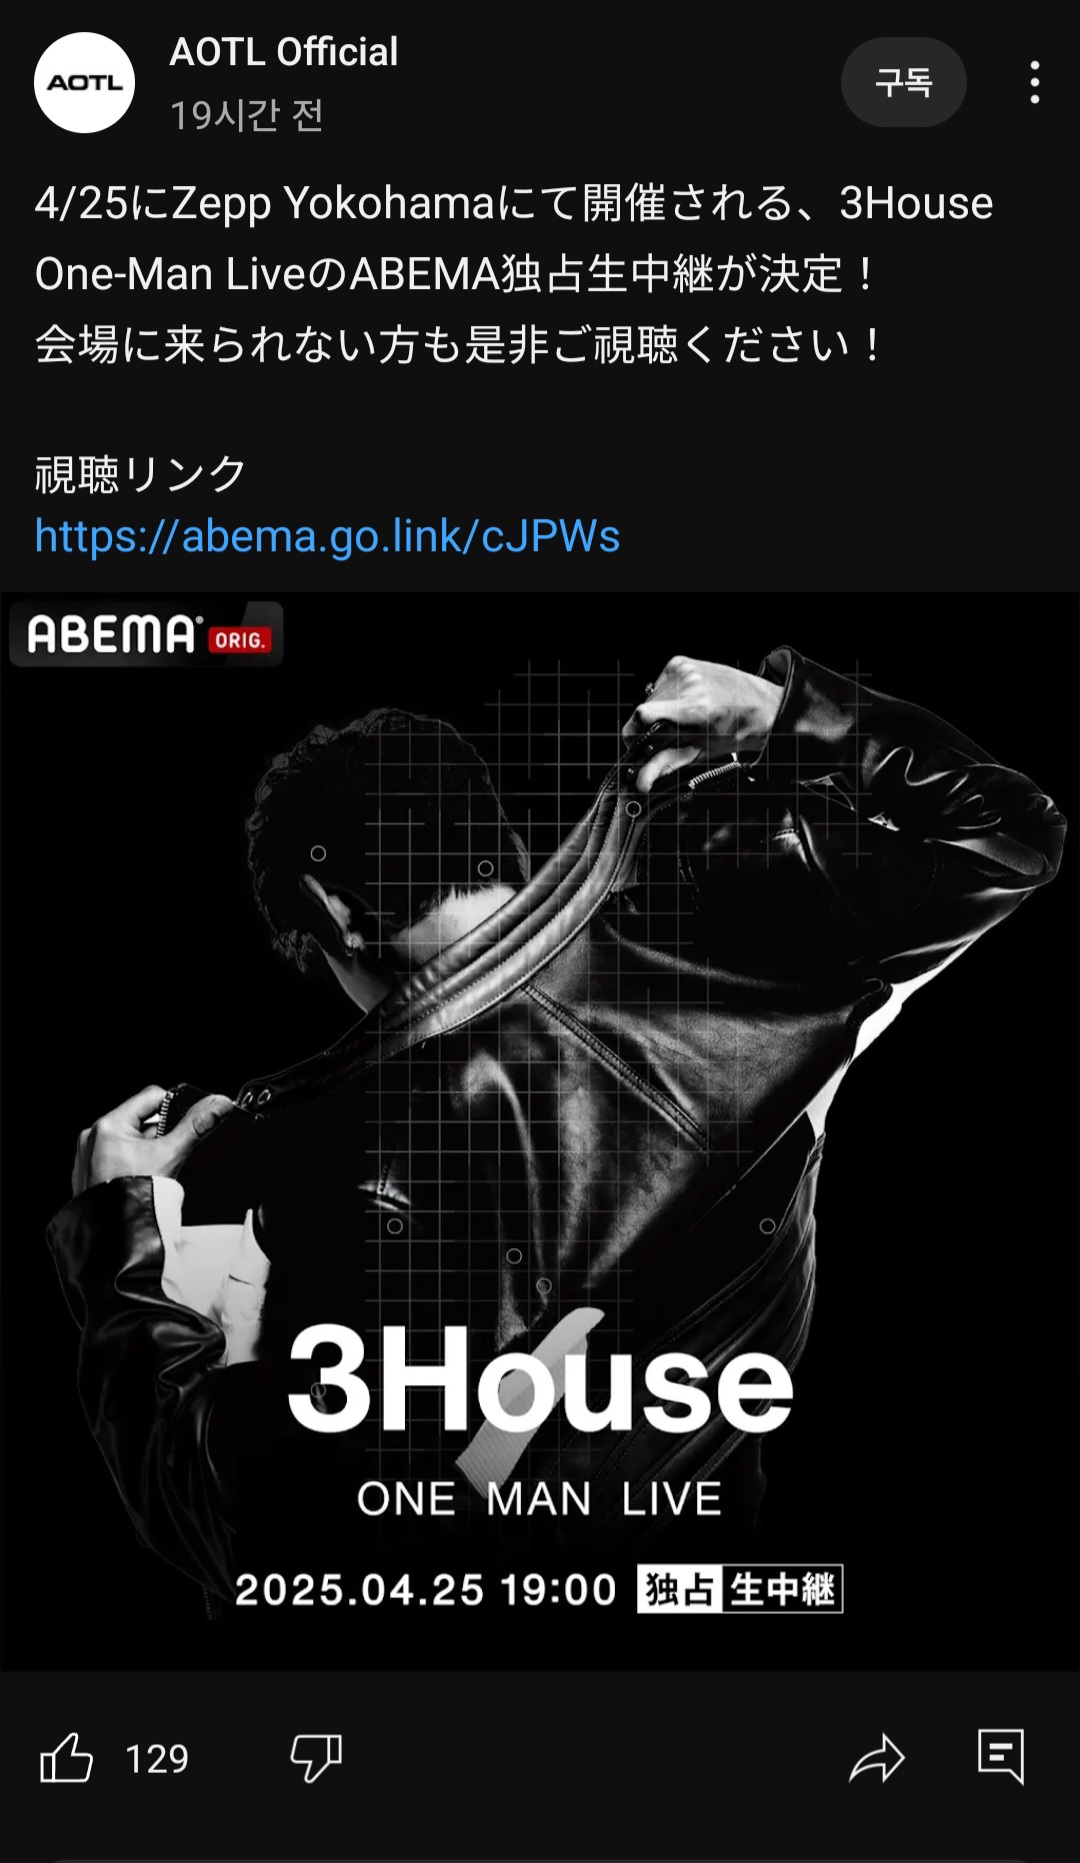 AOTL
AOTL Official
19시간 전
구독
4/25にZepp Yokohamaにて開催される、3House
One-Man LiveのABEMA独占生中継が決定！
会場に来られない方も是非ご視聴ください！
視聴リンク
https://abema.go.link/cJPWs
ABEMA ORIG.
3House
ONE MAN LIVE
2025.04.25 19:00 独占 生中継
129